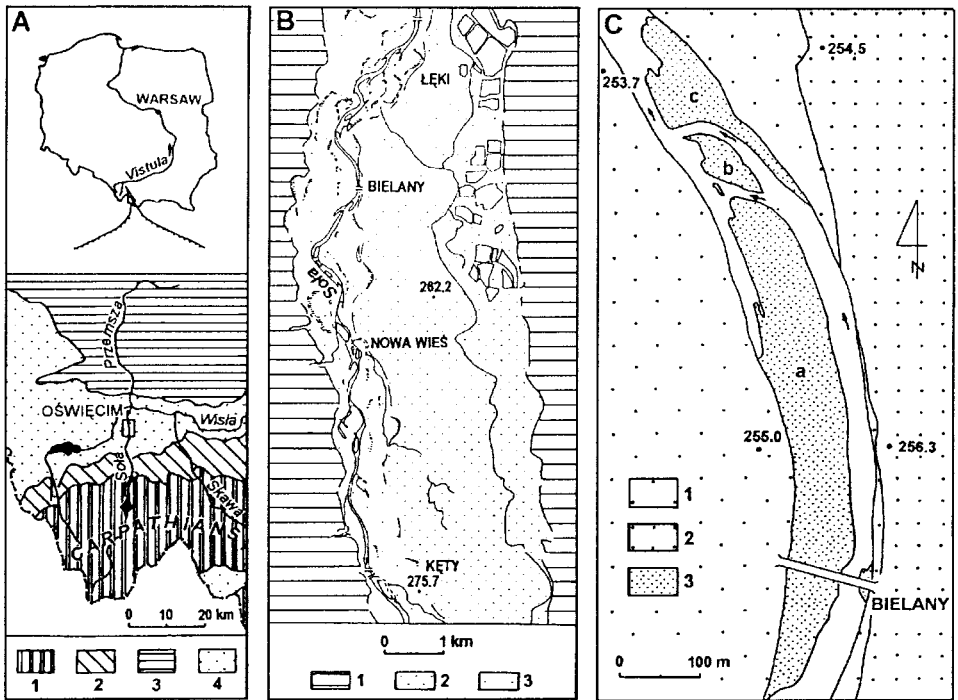 A
WARSAW
Vistula
Przemsza
OŚWIĘCIM
Wisła
Soła
Skawa
CARPATHIANS
0 10 20 km
1 2 3 4
B
ŁĘKI
BIELANY
Soła
262,2
NOWA WIEŚ
KĘTY
275.7
0 1 km
1 2 3
C
254,5
253.7
c
b
N
a
255.0
256.3
1
2
3
BIELANY
0 100 m